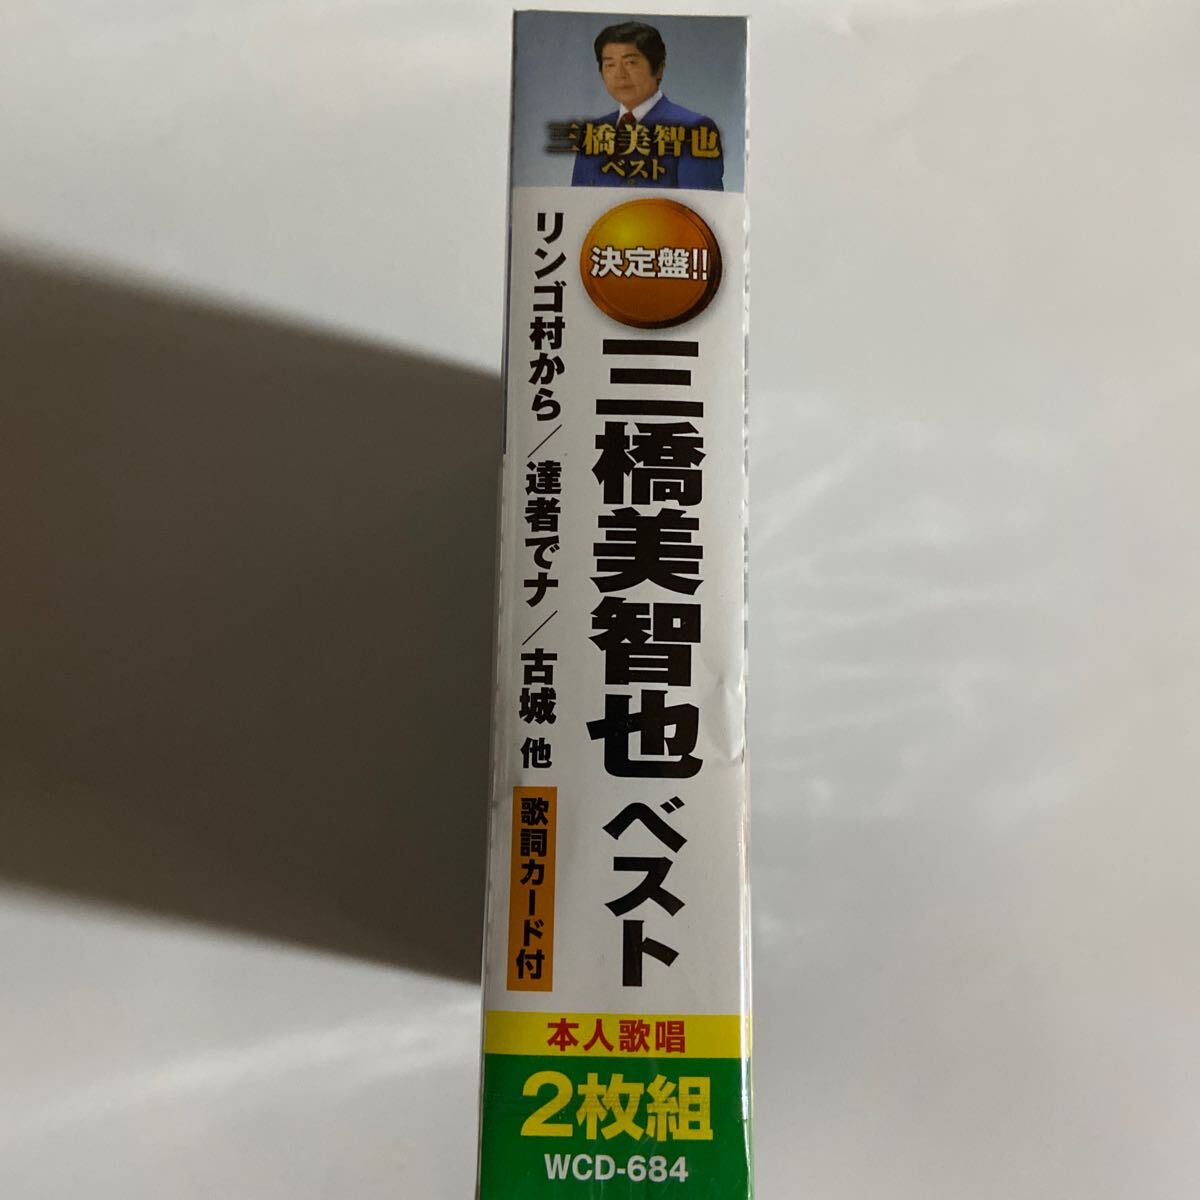 三橋美智也
ベスト
決定盤!!
三橋美智也 ベスト
リンゴ村から／達者でナ／古城 他
歌詞カード付
本人歌唱
2枚組
WCD-684